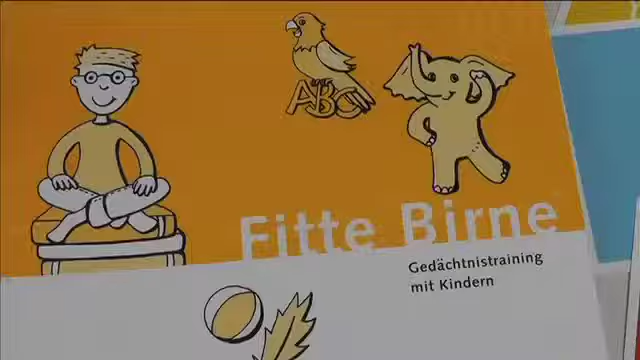 ABC
Fitte Birne
Gedächtnistraining
mit Kindern